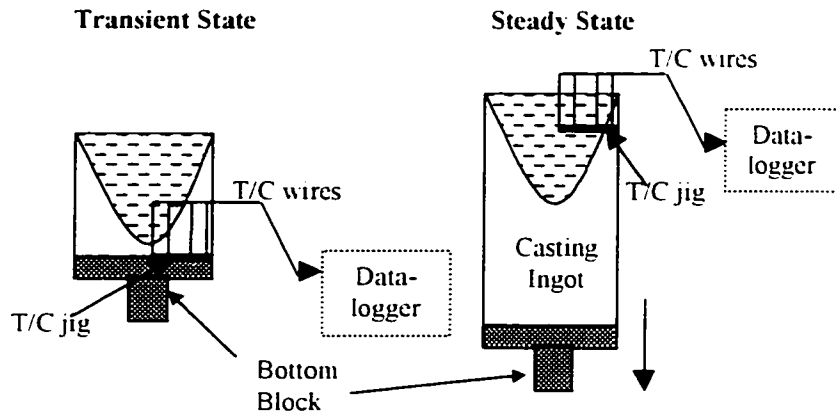 Transient State
Steady State
T/C wires
Data-
logger
T/C jig
T/C wires
Casting
Ingot
Data-
logger
T/C jig
Bottom
Block